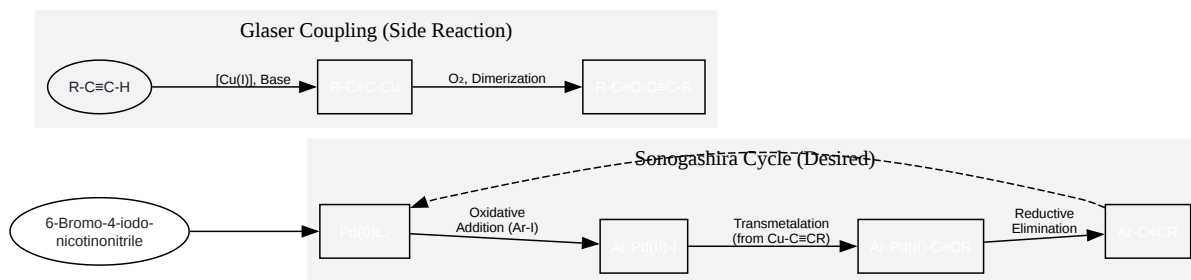 Glaser Coupling (Side Reaction)
R-C≡C-H
[Cu(I)], Base
R-C≡C-Cu
O₂, Dimerization
R-C≡C-C≡C-R
Sonogashira Cycle (Desired)
6-Bromo-4-iodo-
nicotinonitrile
Pd(0)L₂
Oxidative
Addition (Ar-I)
Ar-Pd(II)-I
Transmetalation
(from Cu-C≡CR)
Ar-Pd(II)-C≡CR
Reductive
Elimination
Ar-C≡CR